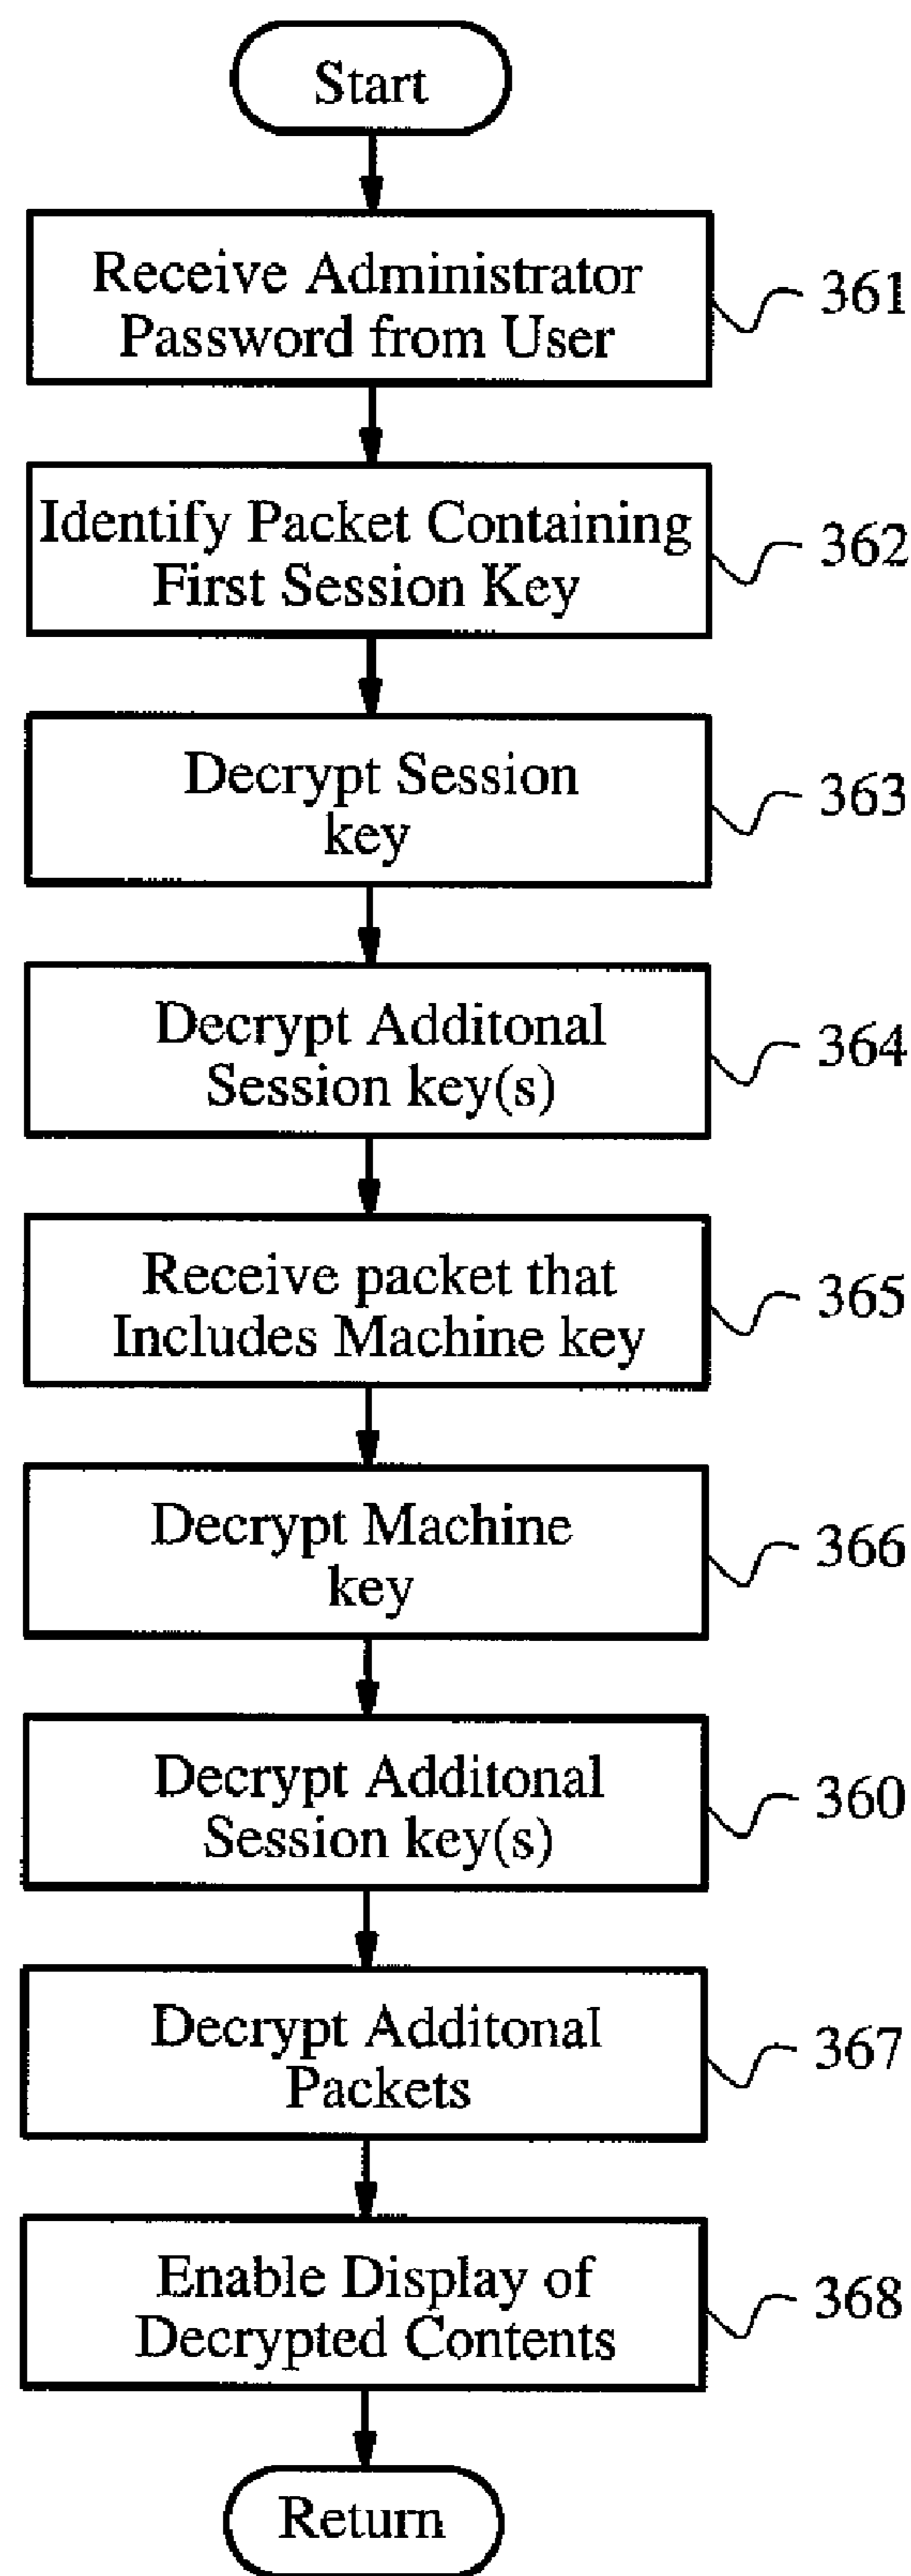 Start
Receive Administrator
Password from User
361
Identify Packet Containing
First Session Key
362
Decrypt Session
key
363
Decrypt Additonal
Session key(s)
364
Receive packet that
Includes Machine key
365
Decrypt Machine
key
366
Decrypt Additonal
Session key(s)
360
Decrypt Additonal
Packets
367
Enable Display of
Decrypted Contents
368
Return